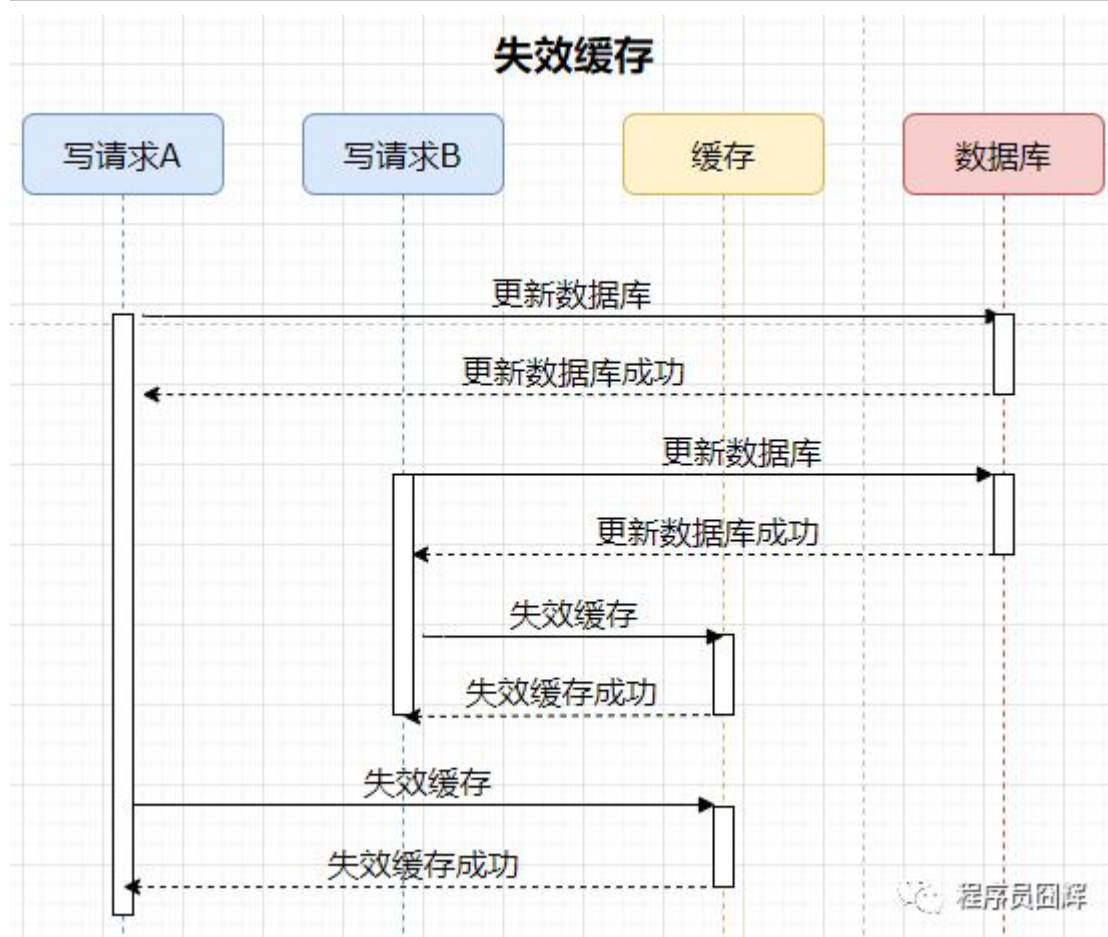 失效缓存
写请求A
写请求B
缓存
数据库
更新数据库
更新数据库成功
更新数据库
更新数据库成功
失效缓存
失效缓存成功
失效缓存
失效缓存成功
程序员囧辉